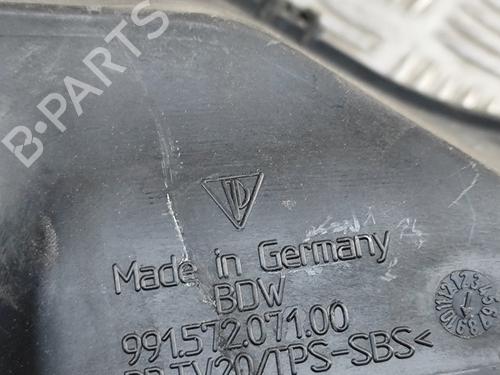 B-PARTS
Made in Germany
BDW
991.572.071.00
PP-TV20/TPS-SBS<